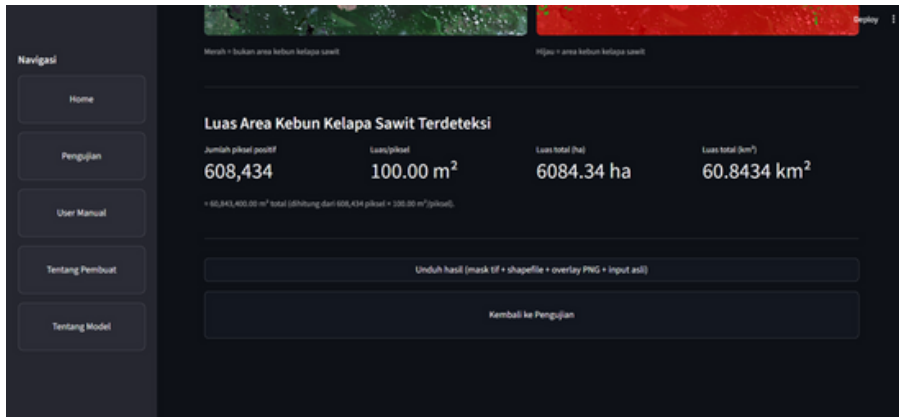 Deploy
Merah = bukan area kebun kelapa sawit
Hijau = area kebun kelapa sawit
Navigasi
Home
Pengujian
User Manual
Tentang Pembuat
Tentang Model
Luas Area Kebun Kelapa Sawit Terdeteksi
Jumlah piksel positif
608,434
Luas/piksel
100.00 m²
Luas total (ha)
6084.34 ha
Luas total (km²)
60.8434 km²
= 60,843,400.00 m² total (dihitung dari 608,434 piksel × 100.00 m²/piksel).
Unduh hasil (mask tif + shapefile + overlay PNG + input asli)
Kembali ke Pengujian